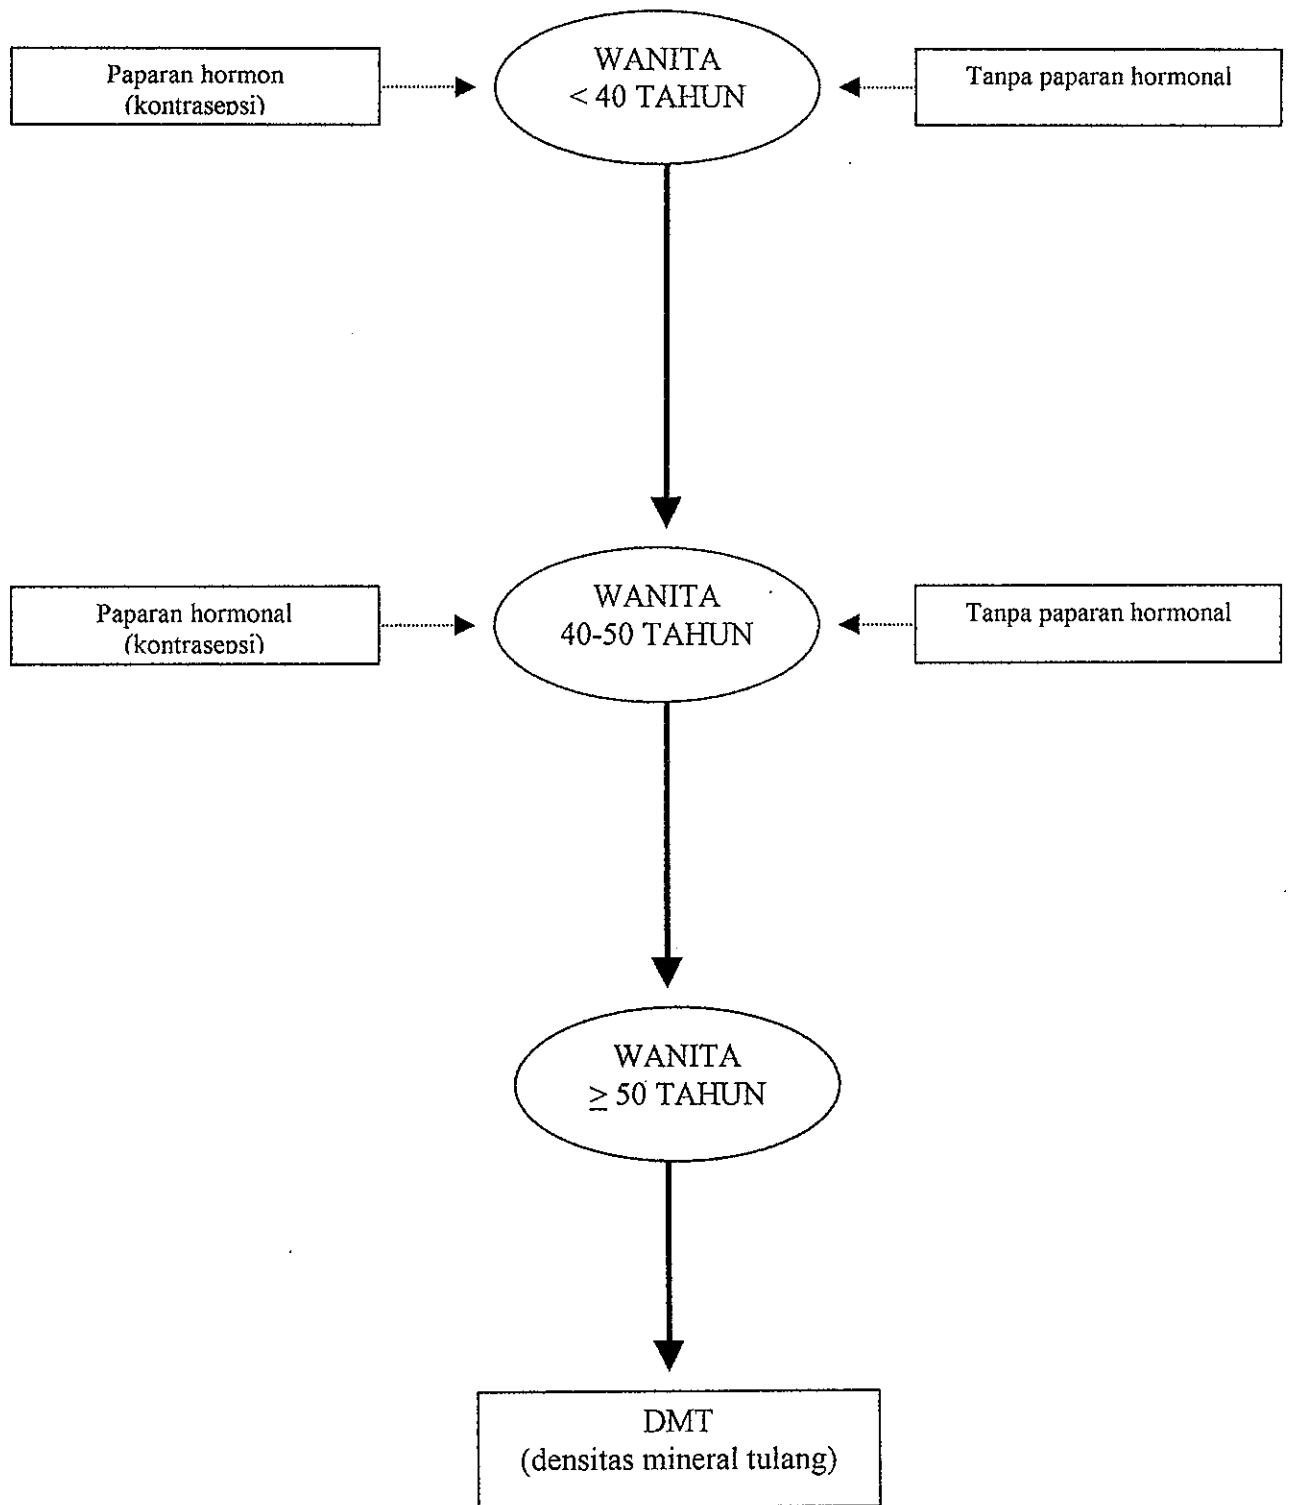 Paparan hormon
(kontrasepsi)
WANITA
< 40 TAHUN
Tanpa paparan hormonal
Paparan hormonal
(kontrasepsi)
WANITA
40-50 TAHUN
Tanpa paparan hormonal
WANITA
≥ 50 TAHUN
DMT
(densitas mineral tulang)